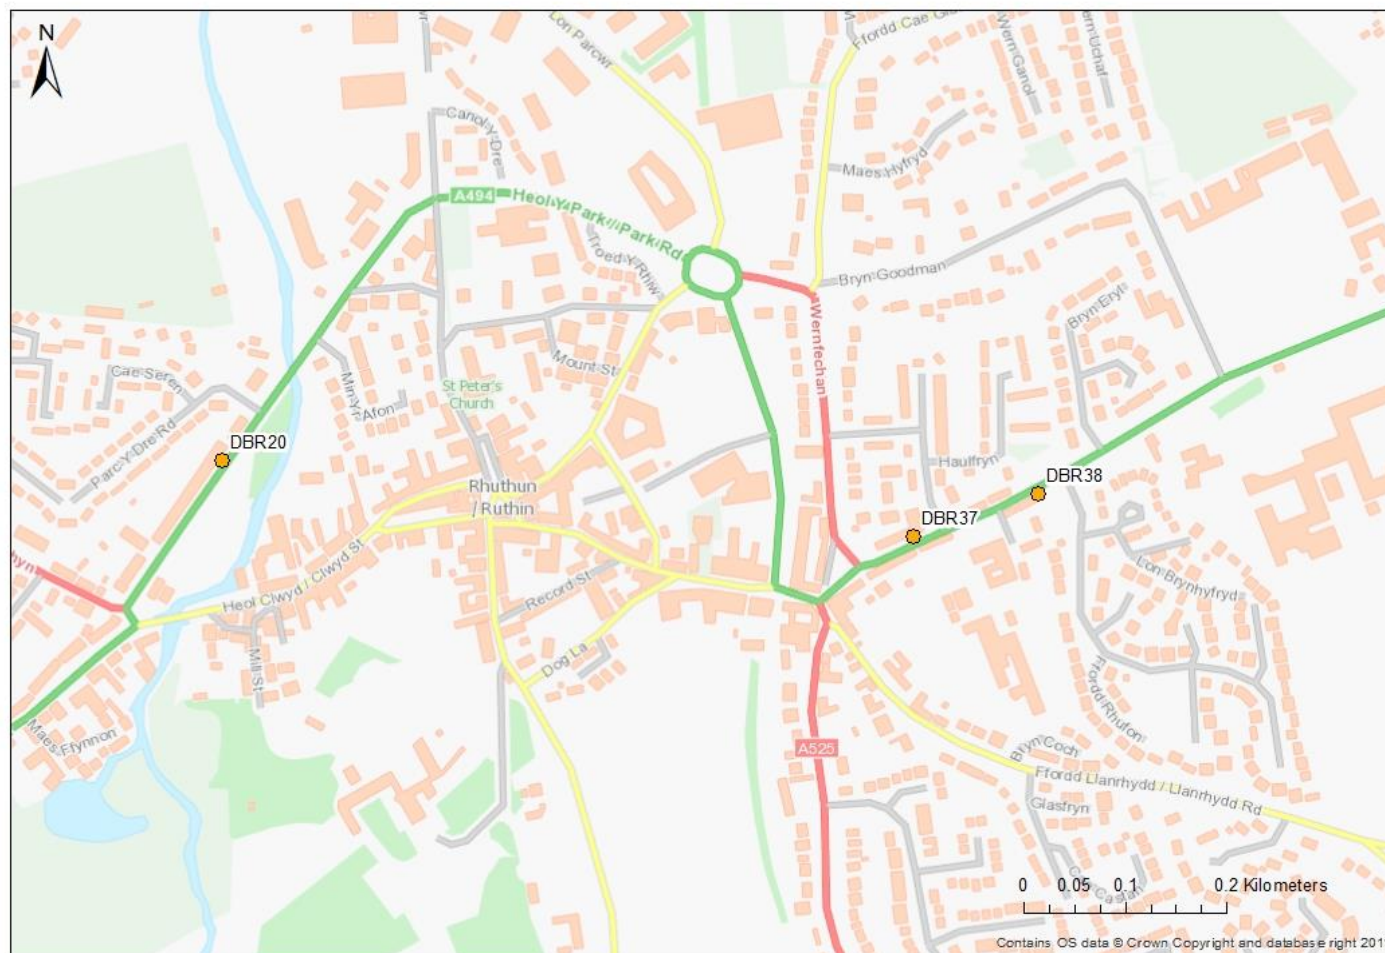 N
Lon Parcwr
Ffordd Cae
Wern Ganol
Wern Uchaf
Canol Y Dre
Maes Hyfryd
A494
Heol Y Park / Park Rd
Troed Y Rhiw
Bryn Goodman
Bryn Eryl
Wernfechan
Mount St
Cae Seren
Min Yr Afon
St Peter's
Church
Parc Y Dre Rd
DBR20
Haulfryn
DBR38
Rhuthun
/ Ruthin
DBR37
Record St
Lon Brynhyfryd
Heol Clwyd / Clwyd St
Mill St
Dog La
Ffordd Rhufon
Maes Ffynnon
A525
Bryn Coch
Ffordd Llanrhydd / Llanrhydd Rd
Glasfryn
0 0.05 0.1 0.2 Kilometers
Contains OS data © Crown Copyright and database right 201